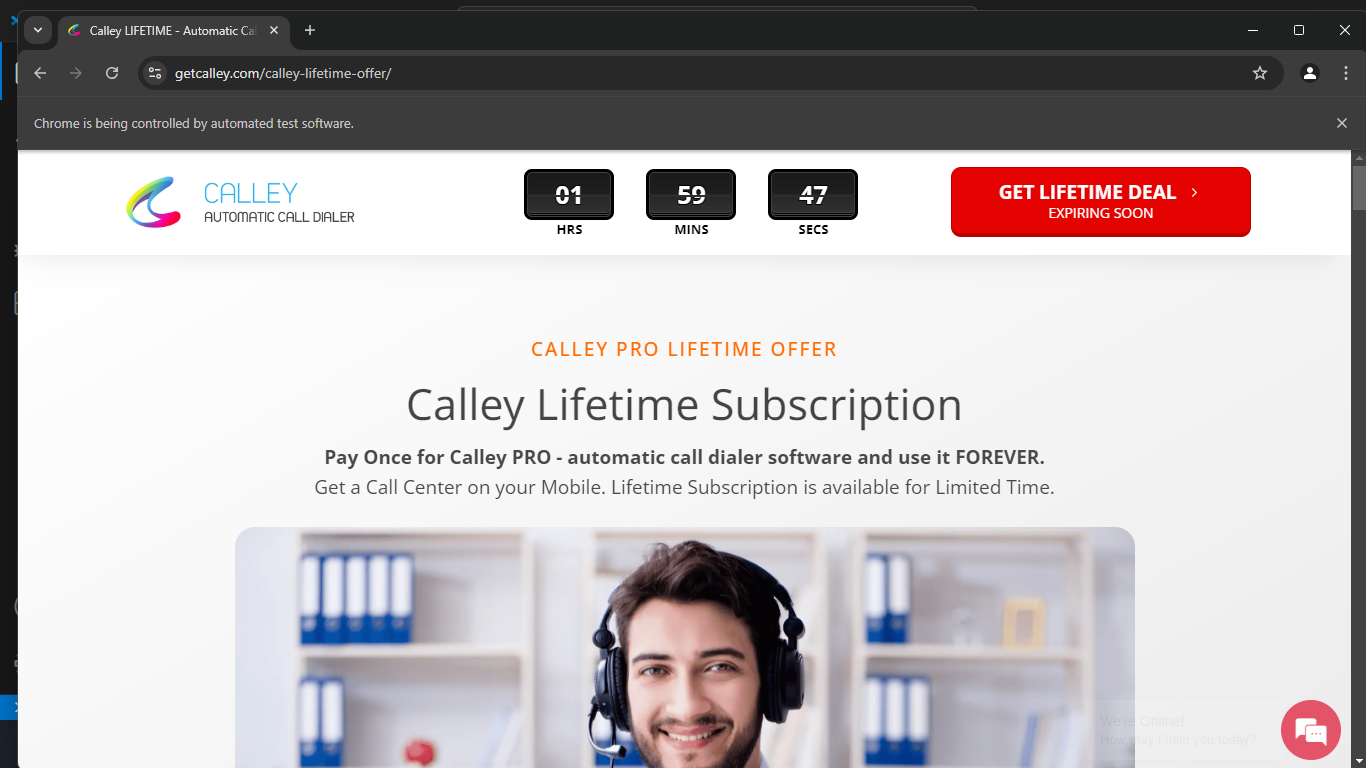 Calley LIFETIME - Automatic Cal
getcalley.com/calley-lifetime-offer/
Chrome is being controlled by automated test software.
CALLEY
AUTOMATIC CALL DIALER
01
HRS
59
MINS
47
SECS
GET LIFETIME DEAL
EXPIRING SOON
CALLEY PRO LIFETIME OFFER
Calley Lifetime Subscription
Pay Once for Calley PRO - automatic call dialer software and use it FOREVER.
Get a Call Center on your Mobile. Lifetime Subscription is available for Limited Time.
We're Online!
How may I help you today?